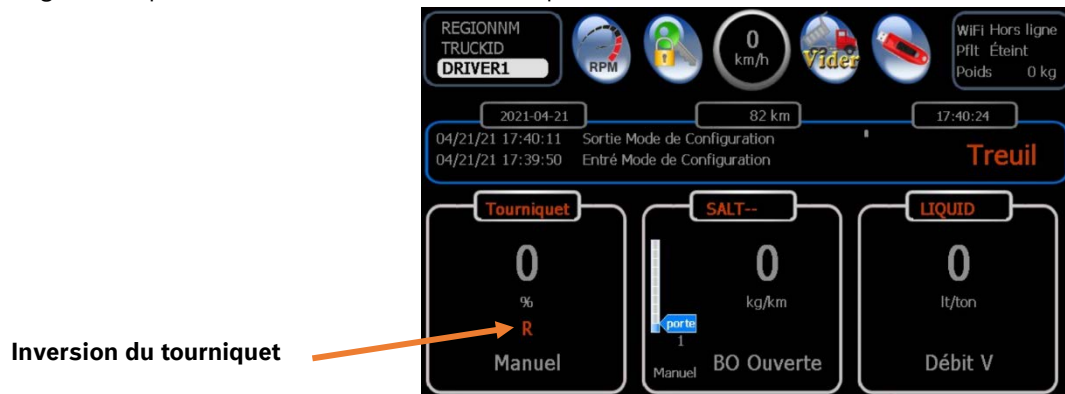 REGIONNM
TRUCKID
DRIVER1
RPM
0
km/h
Vider
WiFi Hors ligne
Pflt Éteint
Poids 0 kg
2021-04-21
82 km
17:40:24
04/21/21 17:40:11 Sortie Mode de Configuration
04/21/21 17:39:50 Entré Mode de Configuration
Treuil
Tourniquet
0
%
R
Manuel
SALT--
0
kg/km
porte
1
Manuel
BO Ouverte
LIQUID
0
lt/ton
Débit V
Inversion du tourniquet